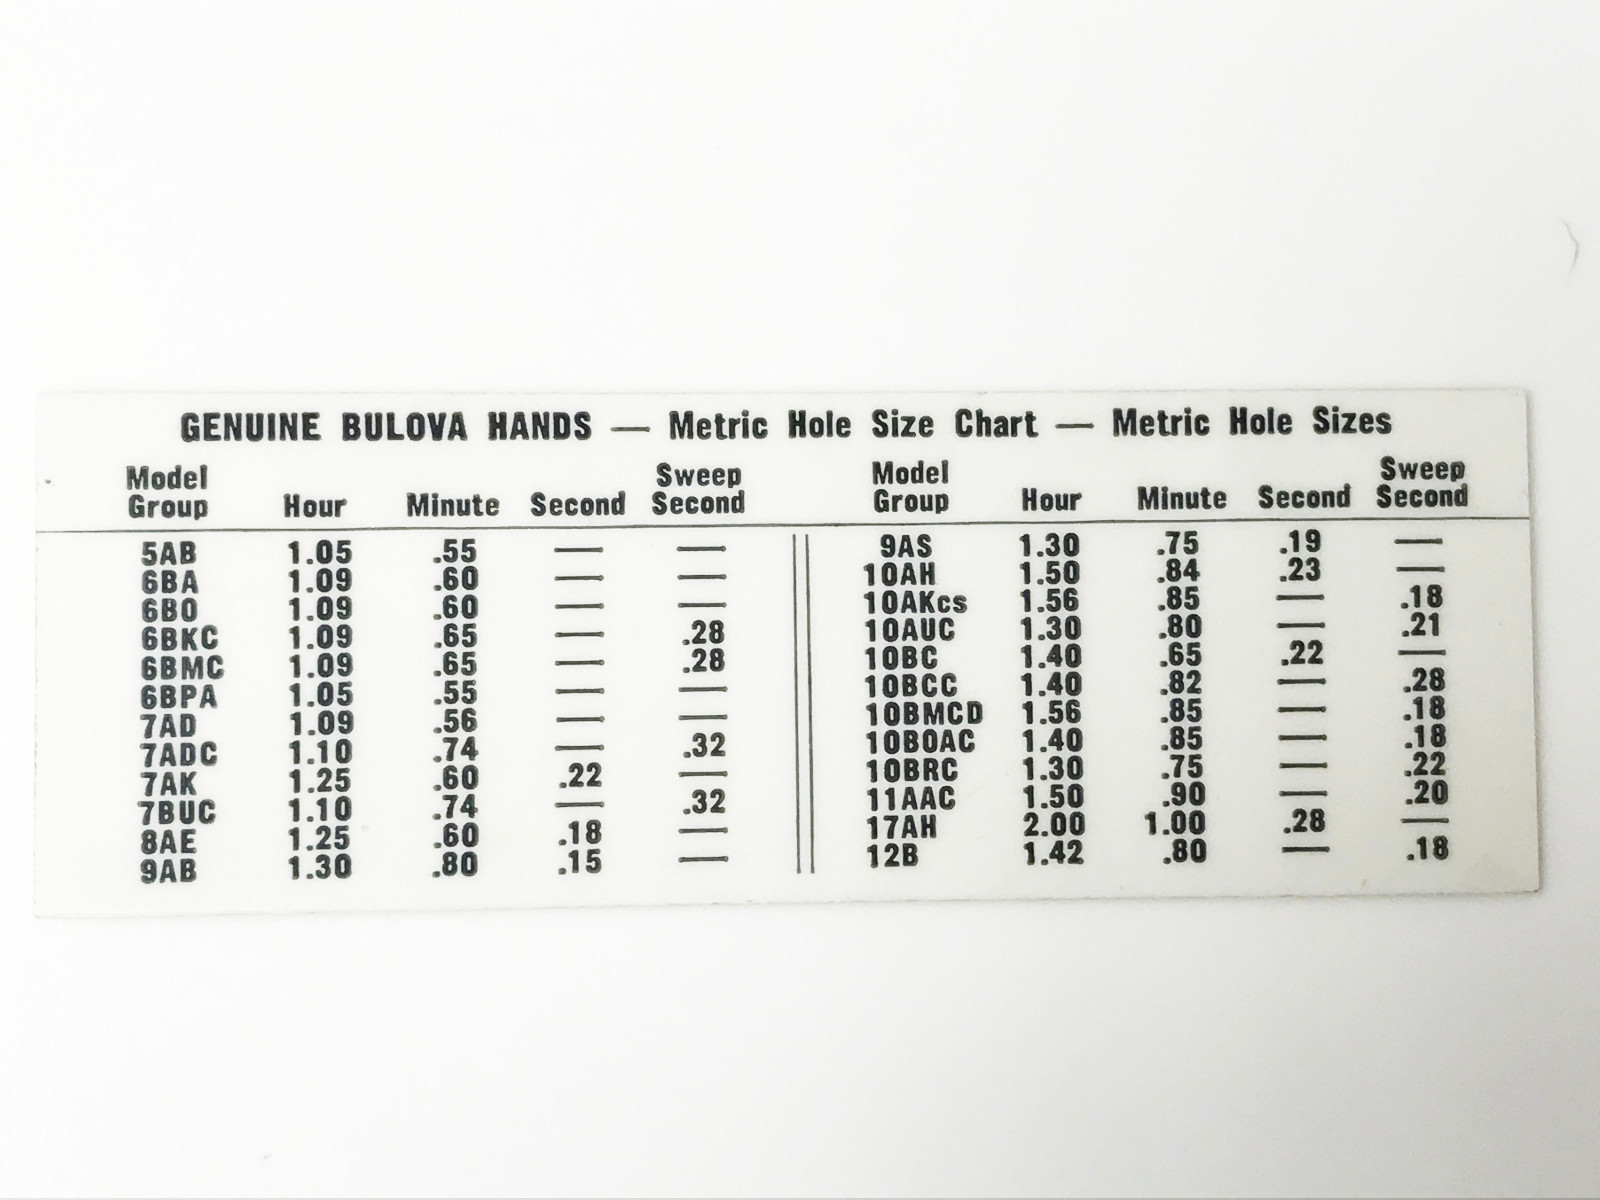 GENUINE BULOVA HANDS — Metric Hole Size Chart — Metric Hole Sizes
Model Group Hour Minute Second Sweep Second Model Group Hour Minute Second Sweep Second
5AB 1.05 .55 — — 9AS 1.30 .75 .19 —
6BA 1.09 .60 — — 10AH 1.50 .84 .23 —
6BO 1.09 .60 — — 10AKcs 1.56 .85 — .18
6BKC 1.09 .65 — .28 10AUC 1.30 .80 — .21
6BMC 1.09 .65 — .28 10BC 1.40 .65 .22 —
6BPA 1.05 .55 — — 10BCC 1.40 .82 — .28
7AD 1.09 .56 — — 10BMCD 1.56 .85 — .18
7ADC 1.10 .74 — .32 10BOAC 1.40 .85 — .18
7AK 1.25 .60 .22 — 10BRC 1.30 .75 — .22
7BUC 1.10 .74 — .32 11AAC 1.50 .90 — .20
8AE 1.25 .60 .18 — 17AH 2.00 1.00 .28 —
9AB 1.30 .80 .15 — 12B 1.42 .80 — .18